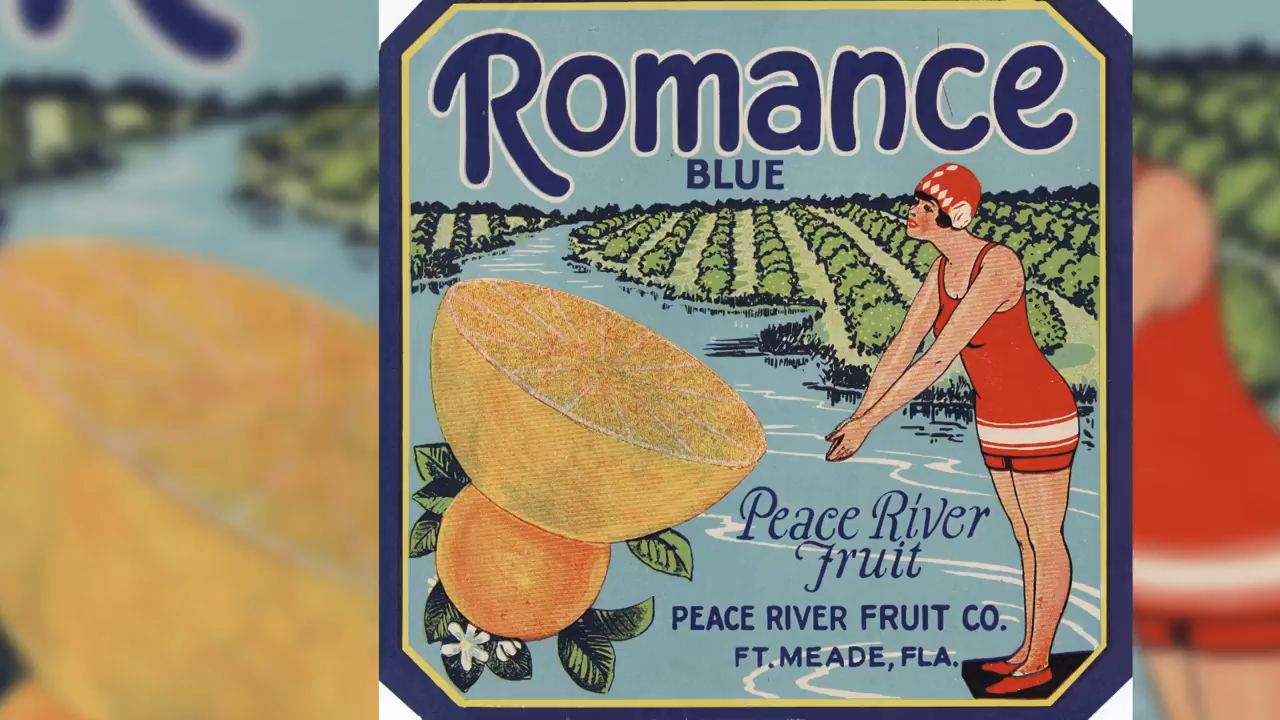 Romance
BLUE
Peace River
Fruit
PEACE RIVER FRUIT CO.
FT. MEADE, FLA.